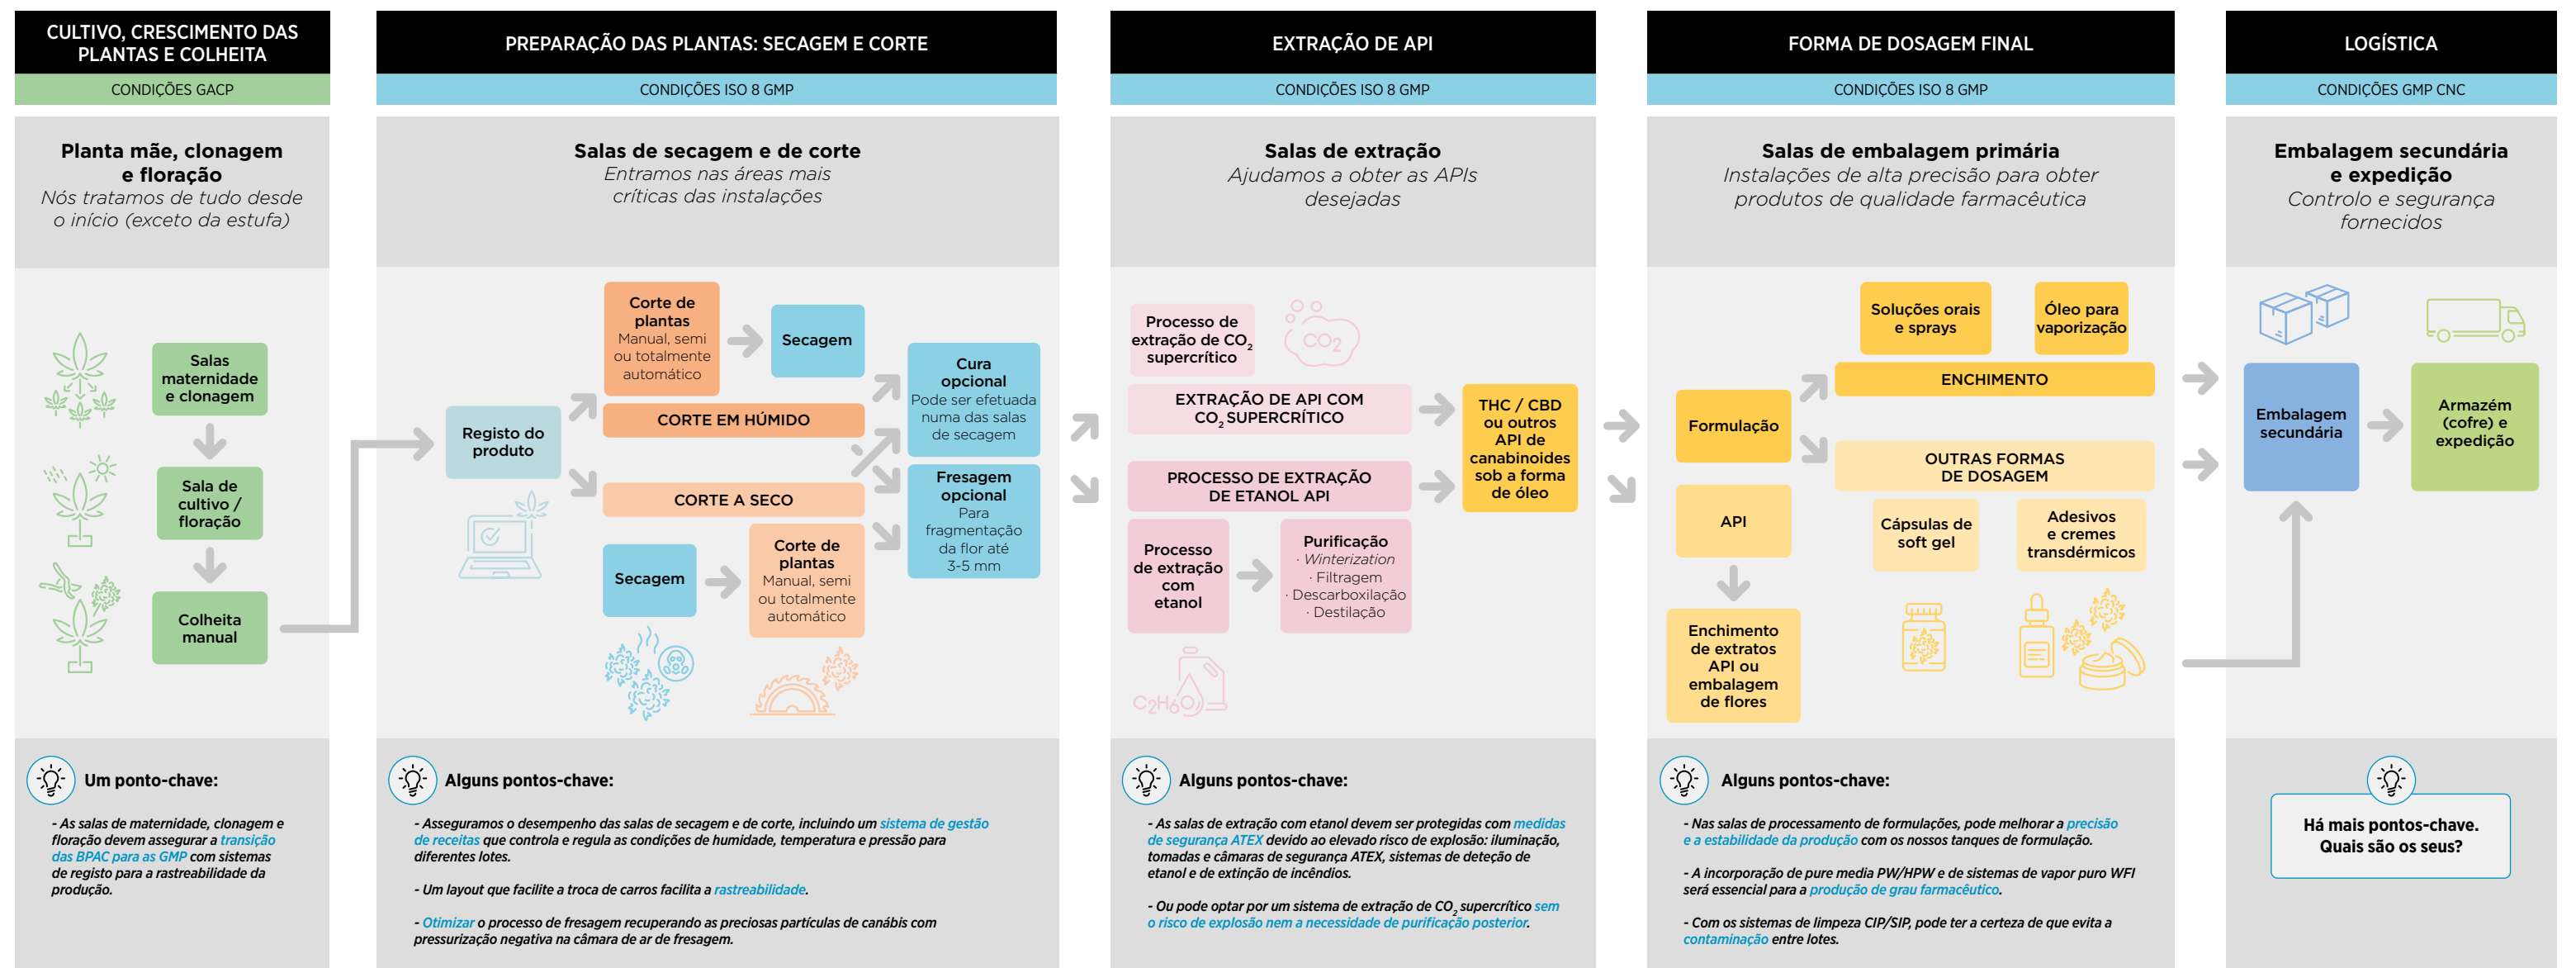 CULTIVO, CRESCIMENTO DAS
PLANTAS E COLHEITA
CONDIÇÕES GACP
Planta mãe, clonagem
e floração
Nós tratamos de tudo desde
o início (exceto da estufa)
Salas
maternidade
e clonagem
Sala de
cultivo /
floração
Colheita
manual
Um ponto-chave:
- As salas de maternidade, clonagem e
floração devem assegurar a transição
das BPAC para as GMP com sistemas
de registo para a rastreabilidade da
produção.
PREPARAÇÃO DAS PLANTAS: SECAGEM E CORTE
CONDIÇÕES ISO 8 GMP
Salas de secagem e de corte
Entramos nas áreas mais
críticas das instalações
Registo do
produto
Corte de
plantas
Manual, semi
ou totalmente
automático
Secagem
CORTE EM HÚMIDO
CORTE A SECO
Secagem
Corte de
plantas
Manual, semi
ou totalmente
automático
Cura
opcional
Pode ser efetuada
numa das salas
de secagem
Fresagem
opcional
Para
fragmentação
da flor até
3-5 mm
Alguns pontos-chave:
- Asseguramos o desempenho das salas de secagem e de corte, incluindo um sistema de gestão
de receitas que controla e regula as condições de humidade, temperatura e pressão para
diferentes lotes.
- Um layout que facilite a troca de carros facilita a rastreabilidade.
- Otimizar o processo de fresagem recuperando as preciosas partículas de canábis com
pressurização negativa na câmara de ar de fresagem.
EXTRAÇÃO DE API
CONDIÇÕES ISO 8 GMP
Salas de extração
Ajudamos a obter as APIs
desejadas
Processo de
extração de CO₂
supercrítico
CO₂
EXTRAÇÃO DE API COM
CO₂ SUPERCRÍTICO
PROCESSO DE EXTRAÇÃO
DE ETANOL API
Processo
de extração
com
etanol
Purificação
· Winterization
· Filtragem
· Descarboxilação
· Destilação
C₂H₆O
THC / CBD
ou outros
API de
canabinoides
sob a forma
de óleo
Alguns pontos-chave:
- As salas de extração com etanol devem ser protegidas com medidas
de segurança ATEX devido ao elevado risco de explosão: iluminação,
tomadas e câmaras de segurança ATEX, sistemas de deteção de
etanol e de extinção de incêndios.
- Ou pode optar por um sistema de extração de CO₂ supercrítico sem
o risco de explosão nem a necessidade de purificação posterior.
FORMA DE DOSAGEM FINAL
CONDIÇÕES ISO 8 GMP
Salas de embalagem primária
Instalações de alta precisão para obter
produtos de qualidade farmacêutica
Formulação
API
Enchimento
de extratos
API ou
embalagem
de flores
Soluções orais
e sprays
Óleo para
vaporização
ENCHIMENTO
OUTRAS FORMAS
DE DOSAGEM
Cápsulas de
soft gel
Adesivos
e cremes
transdérmicos
Alguns pontos-chave:
- Nas salas de processamento de formulações, pode melhorar a precisão
e a estabilidade da produção com os nossos tanques de formulação.
- A incorporação de pure media PW/HPW e de sistemas de vapor puro WFI
será essencial para a produção de grau farmacêutico.
- Com os sistemas de limpeza CIP/SIP, pode ter a certeza de que evita a
contaminação entre lotes.
LOGÍSTICA
CONDIÇÕES GMP CNC
Embalagem secundária
e expedição
Controlo e segurança
fornecidos
Embalagem
secundária
Armazém
(cofre) e
expedição
Há mais pontos-chave.
Quais são os seus?